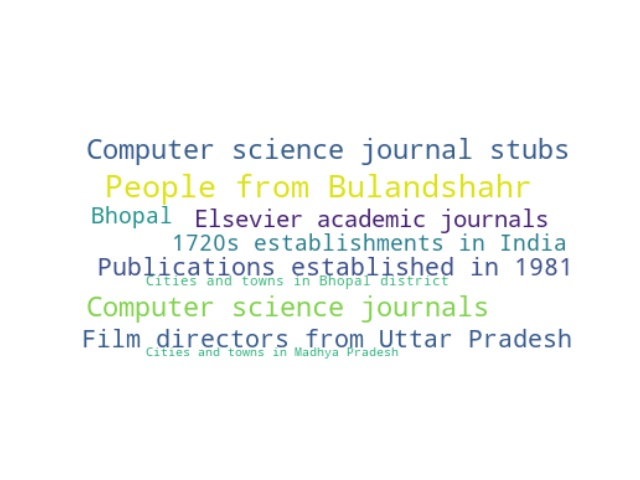 Computer science journal stubs
People from Bulandshahr
Bhopal Elsevier academic journals
1720s establishments in India
Publications established in 1981
Cities and towns in Bhopal district
Computer science journals
Film directors from Uttar Pradesh
Cities and towns in Madhya Pradesh